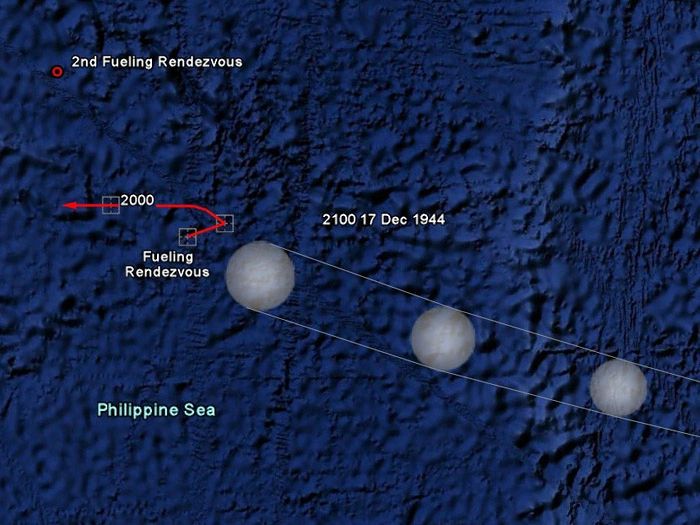 2nd Fueling Rendezvous
2000
2100 17 Dec 1944
Fueling
Rendezvous
Philippine Sea